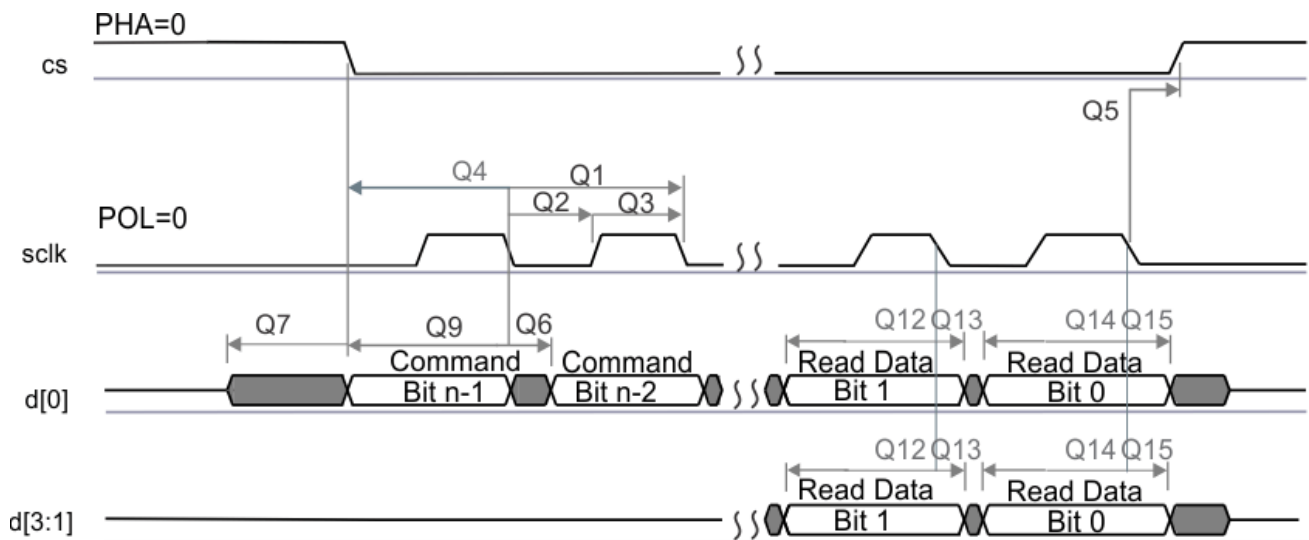 PHA=0
cs
Q5
Q4 Q1
Q2 Q3
POL=0
sclk
Q7 Q9 Q6 Q12 Q13 Q14 Q15
Command Command Read Data Read Data
d[0] Bit n-1 Bit n-2 Bit 1 Bit 0
Q12 Q13 Q14 Q15
Read Data Read Data
d[3:1] Bit 1 Bit 0